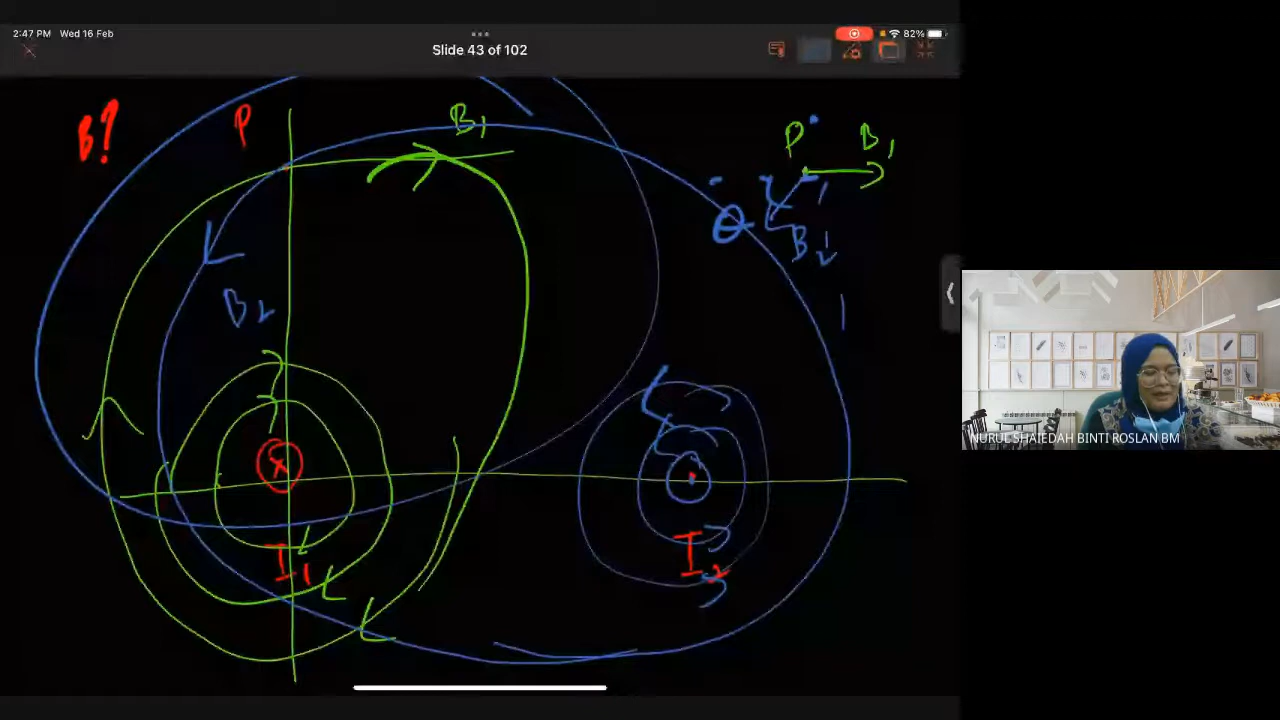 2:47 PM Wed 16 Feb
82%
Slide 43 of 102
B?
P
B1
P
B1
θ
B2
B2
I1
I2
NURUL SHAIEDAH BINTI ROSLAN BM